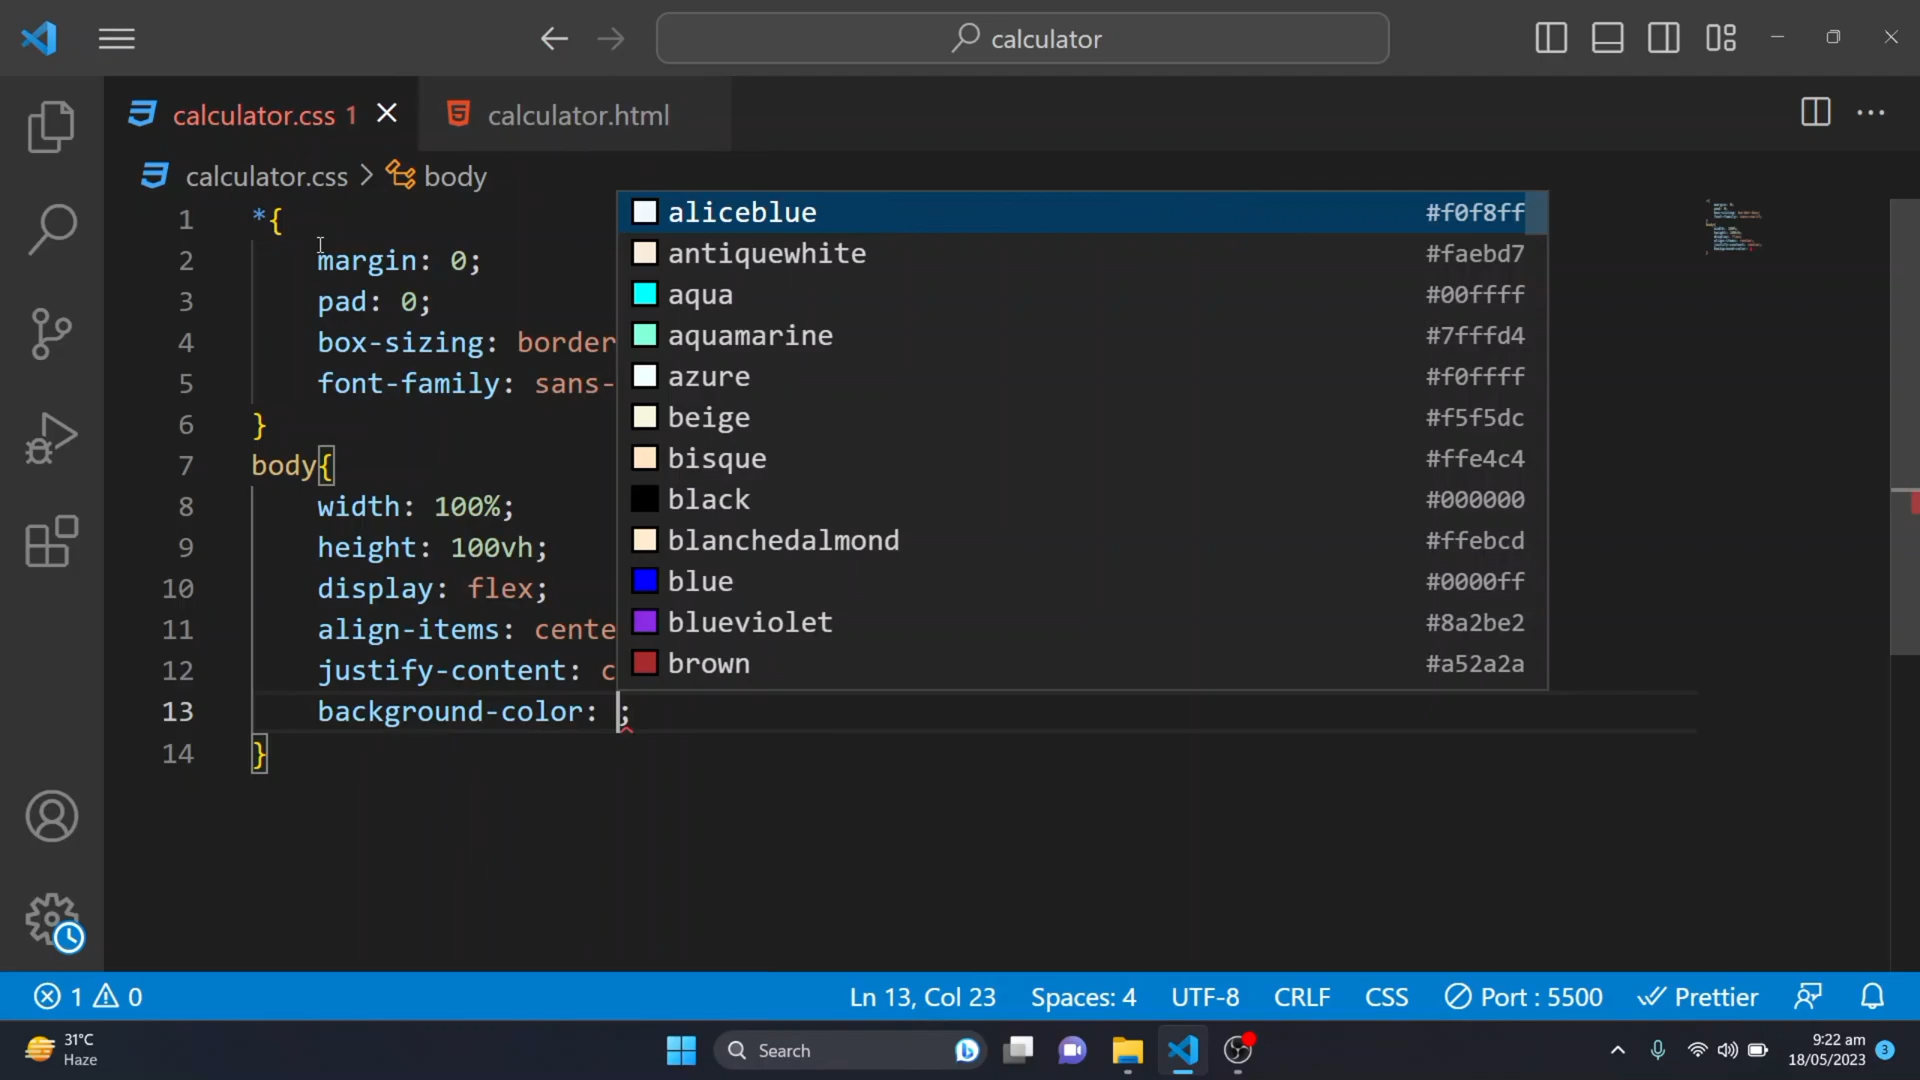 calculator
calculator.css 1
calculator.html
calculator.css > body
1 *{
2 margin: 0;
3 pad: 0;
4 box-sizing: border
5 font-family: sans-
6 }
7 body{
8 width: 100%;
9 height: 100vh;
10 display: flex;
11 align-items: cente
12 justify-content: c
13 background-color: ;
14 }
aliceblue #f0f8ff
antiquewhite #faebd7
aqua #00ffff
aquamarine #7fffd4
azure #f0ffff
beige #f5f5dc
bisque #ffe4c4
black #000000
blanchedalmond #ffebcd
blue #0000ff
blueviolet #8a2be2
brown #a52a2a
1 0 Ln 13, Col 23 Spaces: 4 UTF-8 CRLF CSS Port : 5500 Prettier
31°C
Haze
Search
9:22 am
18/05/2023
3